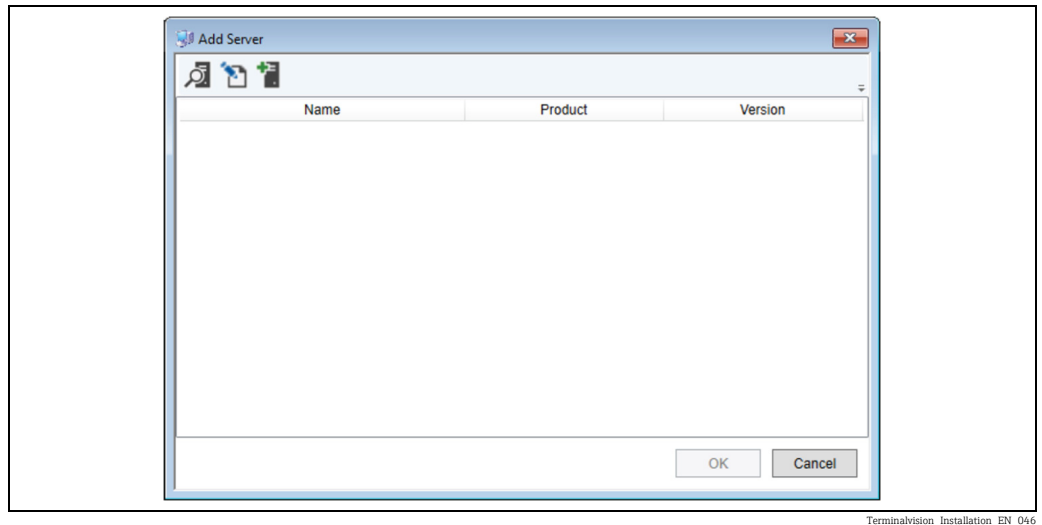 Add Server
Name Product Version
OK Cancel
Terminalvision Installation EN 046